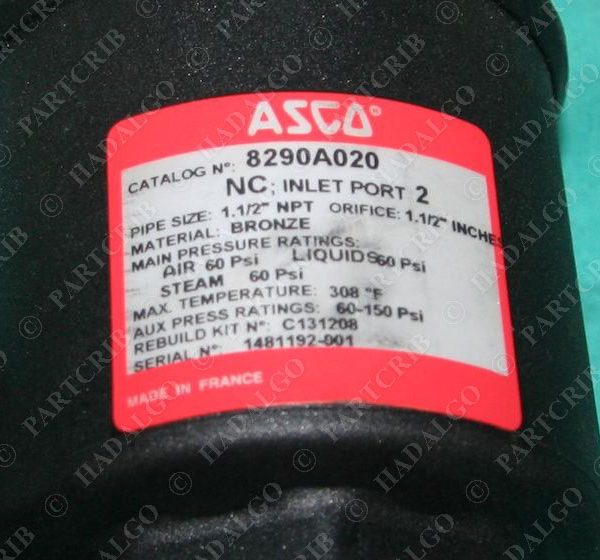 ASCO®
CATALOG Nº: 8290A020
NC; INLET PORT 2
PIPE SIZE: 1.1/2" NPT ORIFICE: 1.1/2" INCHES
MATERIAL: BRONZE
MAIN PRESSURE RATINGS:
AIR 60 Psi LIQUIDS 60 Psi
STEAM 60 Psi
MAX. TEMPERATURE: 308 °F
AUX PRESS RATINGS: 60-150 Psi
REBUILD KIT Nº: C131208
SERIAL Nº: 1481192-001
MADE IN FRANCE
© PARTCRIB © HADALGO